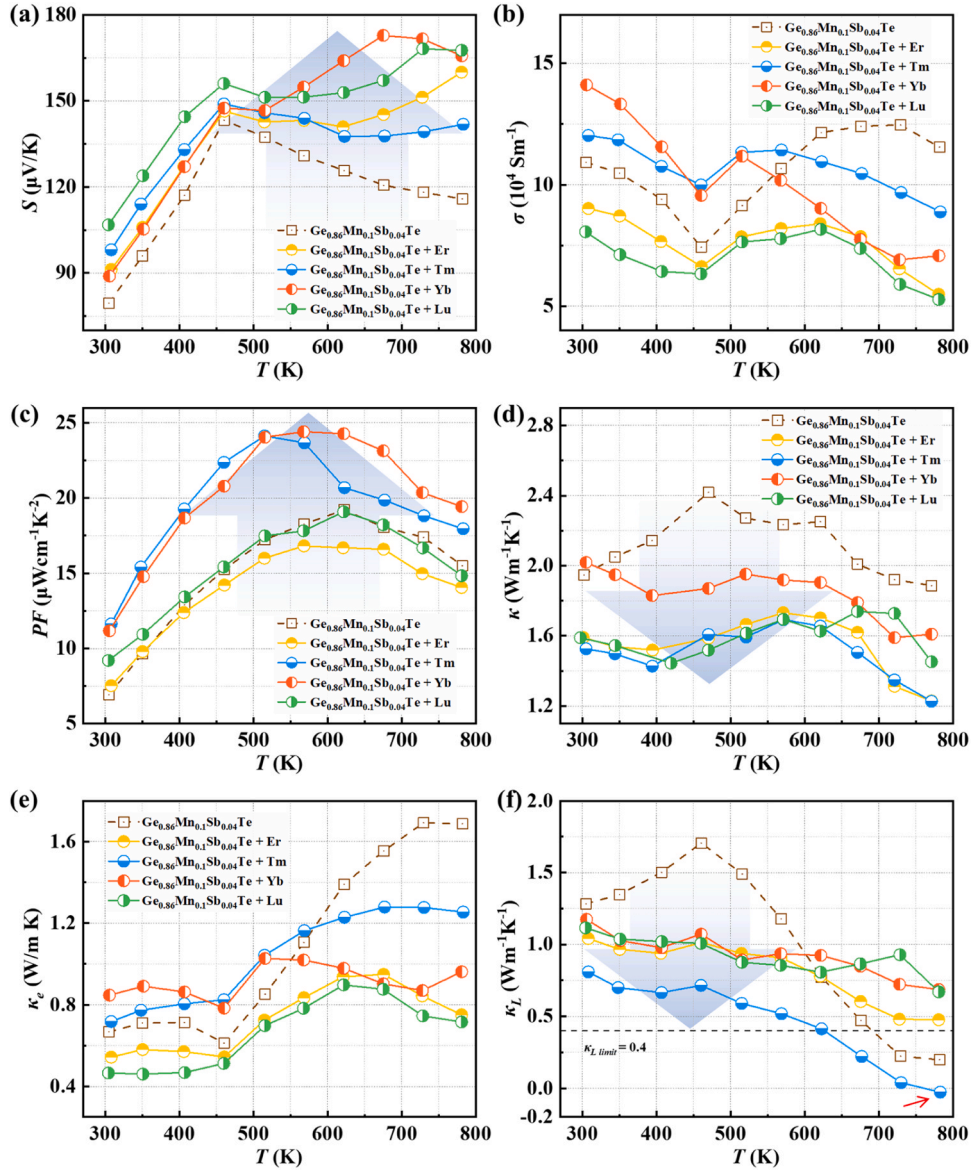 (a)
180
150
120
90
S (μV/K)
Ge0.86Mn0.1Sb0.04Te
Ge0.86Mn0.1Sb0.04Te + Er
Ge0.86Mn0.1Sb0.04Te + Tm
Ge0.86Mn0.1Sb0.04Te + Yb
Ge0.86Mn0.1Sb0.04Te + Lu
300 400 500 600 700 800
T (K)
(b)
15
10
5
σ (10⁴ Sm⁻¹)
Ge0.86Mn0.1Sb0.04Te
Ge0.86Mn0.1Sb0.04Te + Er
Ge0.86Mn0.1Sb0.04Te + Tm
Ge0.86Mn0.1Sb0.04Te + Yb
Ge0.86Mn0.1Sb0.04Te + Lu
300 400 500 600 700 800
T (K)
(c)
25
20
15
10
5
PF (μWcm⁻¹K⁻²)
Ge0.86Mn0.1Sb0.04Te
Ge0.86Mn0.1Sb0.04Te + Er
Ge0.86Mn0.1Sb0.04Te + Tm
Ge0.86Mn0.1Sb0.04Te + Yb
Ge0.86Mn0.1Sb0.04Te + Lu
300 400 500 600 700 800
T (K)
(d)
2.8
2.4
2.0
1.6
1.2
κ (Wm⁻¹K⁻¹)
Ge0.86Mn0.1Sb0.04Te
Ge0.86Mn0.1Sb0.04Te + Er
Ge0.86Mn0.1Sb0.04Te + Tm
Ge0.86Mn0.1Sb0.04Te + Yb
Ge0.86Mn0.1Sb0.04Te + Lu
300 400 500 600 700 800
T (K)
(e)
1.6
1.2
0.8
0.4
κe (W/m K)
Ge0.86Mn0.1Sb0.04Te
Ge0.86Mn0.1Sb0.04Te + Er
Ge0.86Mn0.1Sb0.04Te + Tm
Ge0.86Mn0.1Sb0.04Te + Yb
Ge0.86Mn0.1Sb0.04Te + Lu
300 400 500 600 700 800
T (K)
(f)
2.0
1.5
1.0
0.5
0.0
-0.2
κL (Wm⁻¹K⁻¹)
κL limit = 0.4
300 400 500 600 700 800
T (K)